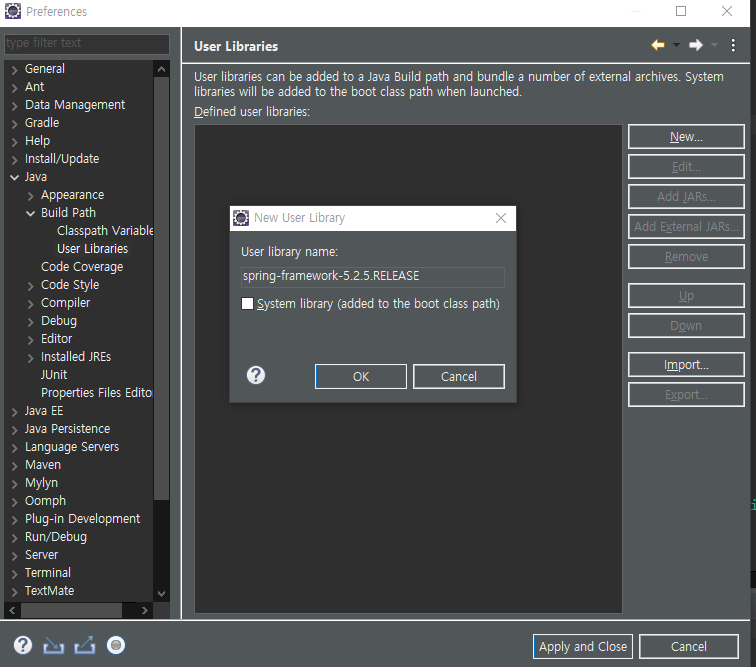 Preferences
type filter text
General
Ant
Data Management
Gradle
Help
Install/Update
Java
Appearance
Build Path
Classpath Variable
User Libraries
Code Coverage
Code Style
Compiler
Debug
Editor
Installed JREs
JUnit
Properties Files Edito
Java EE
Java Persistence
Language Servers
Maven
Mylyn
Oomph
Plug-in Development
Run/Debug
Server
Terminal
TextMate
User Libraries
User libraries can be added to a Java Build path and bundle a number of external archives. System
libraries will be added to the boot class path when launched.
Defined user libraries:
New...
Edit...
Add JARs...
Add External JARs...
Remove
Up
Down
Import...
Export...
New User Library
User library name:
spring-framework-5.2.5.RELEASE
System library (added to the boot class path)
OK
Cancel
Apply and Close
Cancel